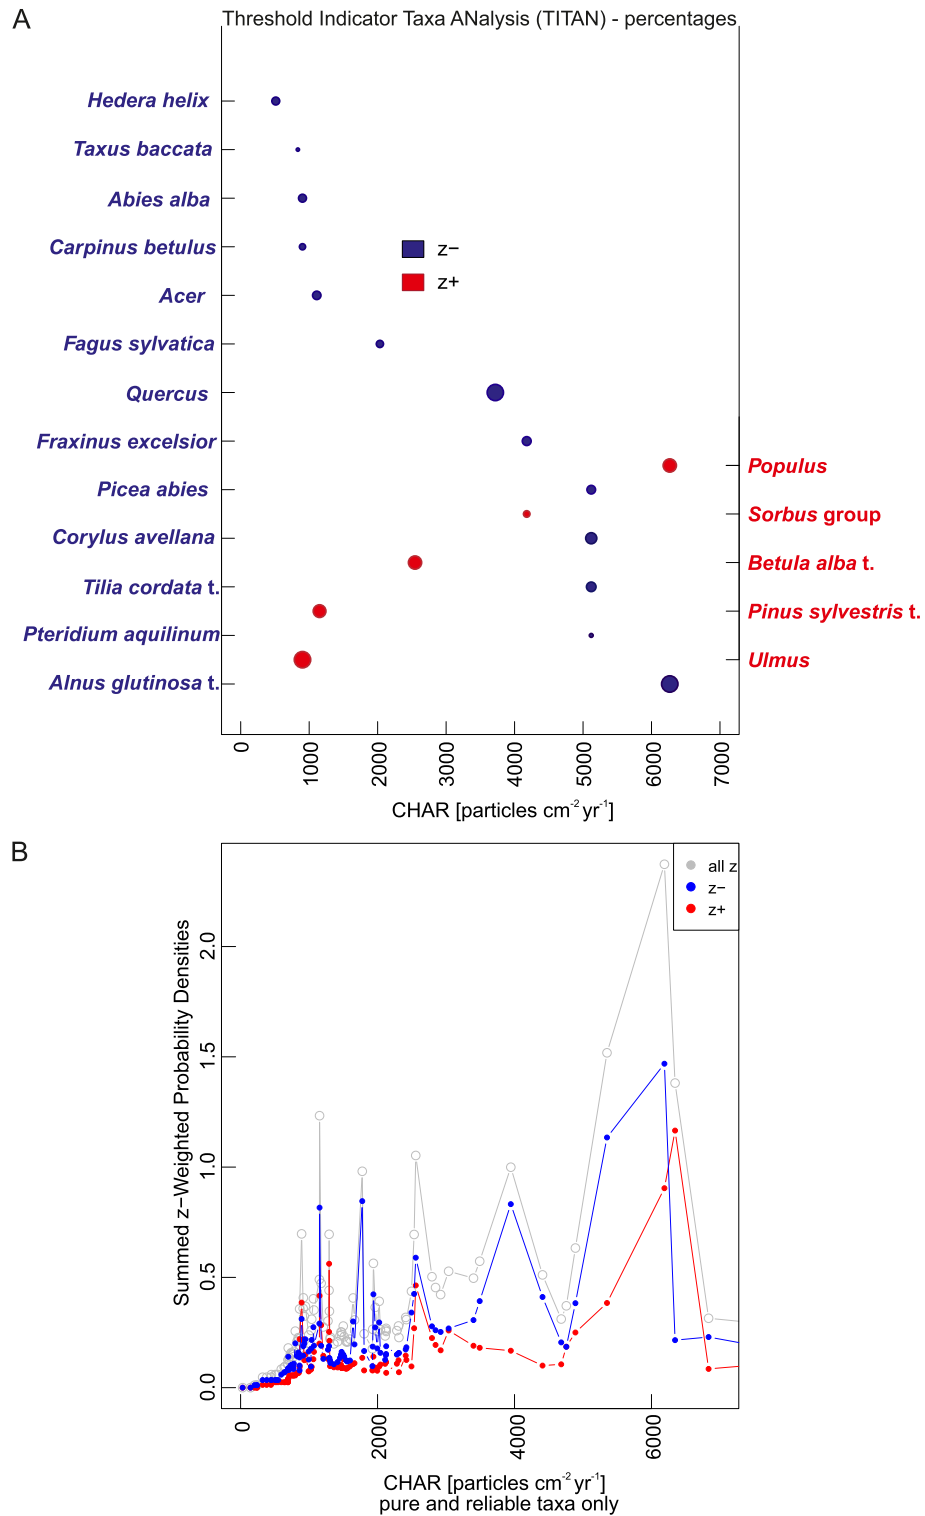 A
Threshold Indicator Taxa ANalysis (TITAN) - percentages
Hedera helix
Taxus baccata
Abies alba
Carpinus betulus
z−
z+
Acer
Fagus sylvatica
Quercus
Fraxinus excelsior
Populus
Picea abies
Sorbus group
Corylus avellana
Betula alba t.
Tilia cordata t.
Pinus sylvestris t.
Pteridium aquilinum
Ulmus
Alnus glutinosa t.
0 1000 2000 3000 4000 5000 6000 7000
CHAR [particles cm-2 yr-1]
B
all z
z−
z+
Summed z−Weighted Probability Densities
2.0
1.5
1.0
0.5
0.0
0 2000 4000 6000
CHAR [particles cm-2 yr-1]
pure and reliable taxa only